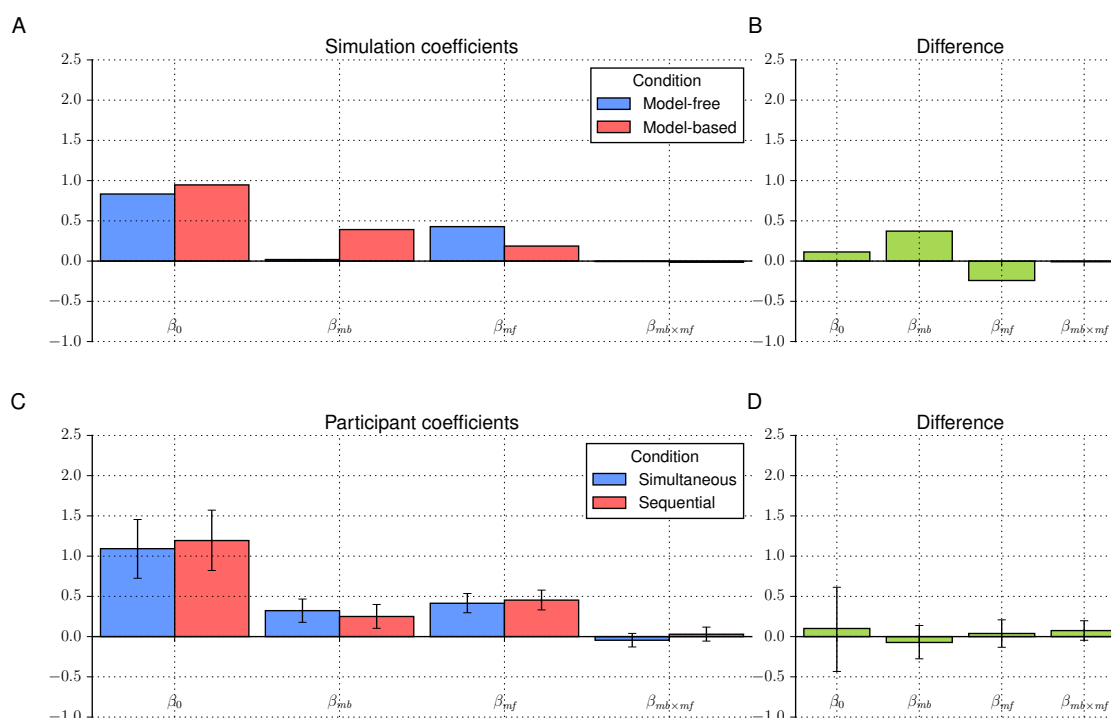 A
Simulation coefficients
2.5
2.0
1.5
1.0
0.5
0.0
−0.5
−1.0
β0
βmb
βmf
βmb×mf
Condition
Model-free
Model-based
B
Difference
2.5
2.0
1.5
1.0
0.5
0.0
−0.5
−1.0
β0
βmb
βmf
βmb×mf
C
Participant coefficients
2.5
2.0
1.5
1.0
0.5
0.0
−0.5
−1.0
β0
βmb
βmf
βmb×mf
Condition
Simultaneous
Sequential
D
Difference
2.5
2.0
1.5
1.0
0.5
0.0
−0.5
−1.0
β0
βmb
βmf
βmb×mf